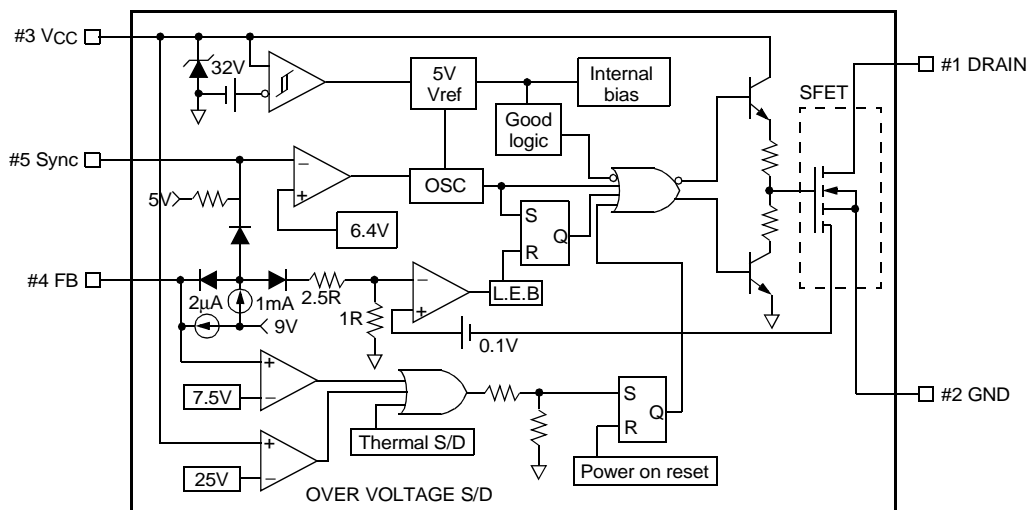 #3 VCC
#1 DRAIN
32V
5V
Vref
Internal
bias
SFET
Good
logic
#5 Sync
−
+
OSC
5V
6.4V
S
R
Q
#4 FB
2μA
1mA
9V
2.5R
1R
−
+
L.E.B
0.1V
+
−
7.5V
Thermal S/D
S
R
Q
#2 GND
+
−
25V
Power on reset
OVER VOLTAGE S/D